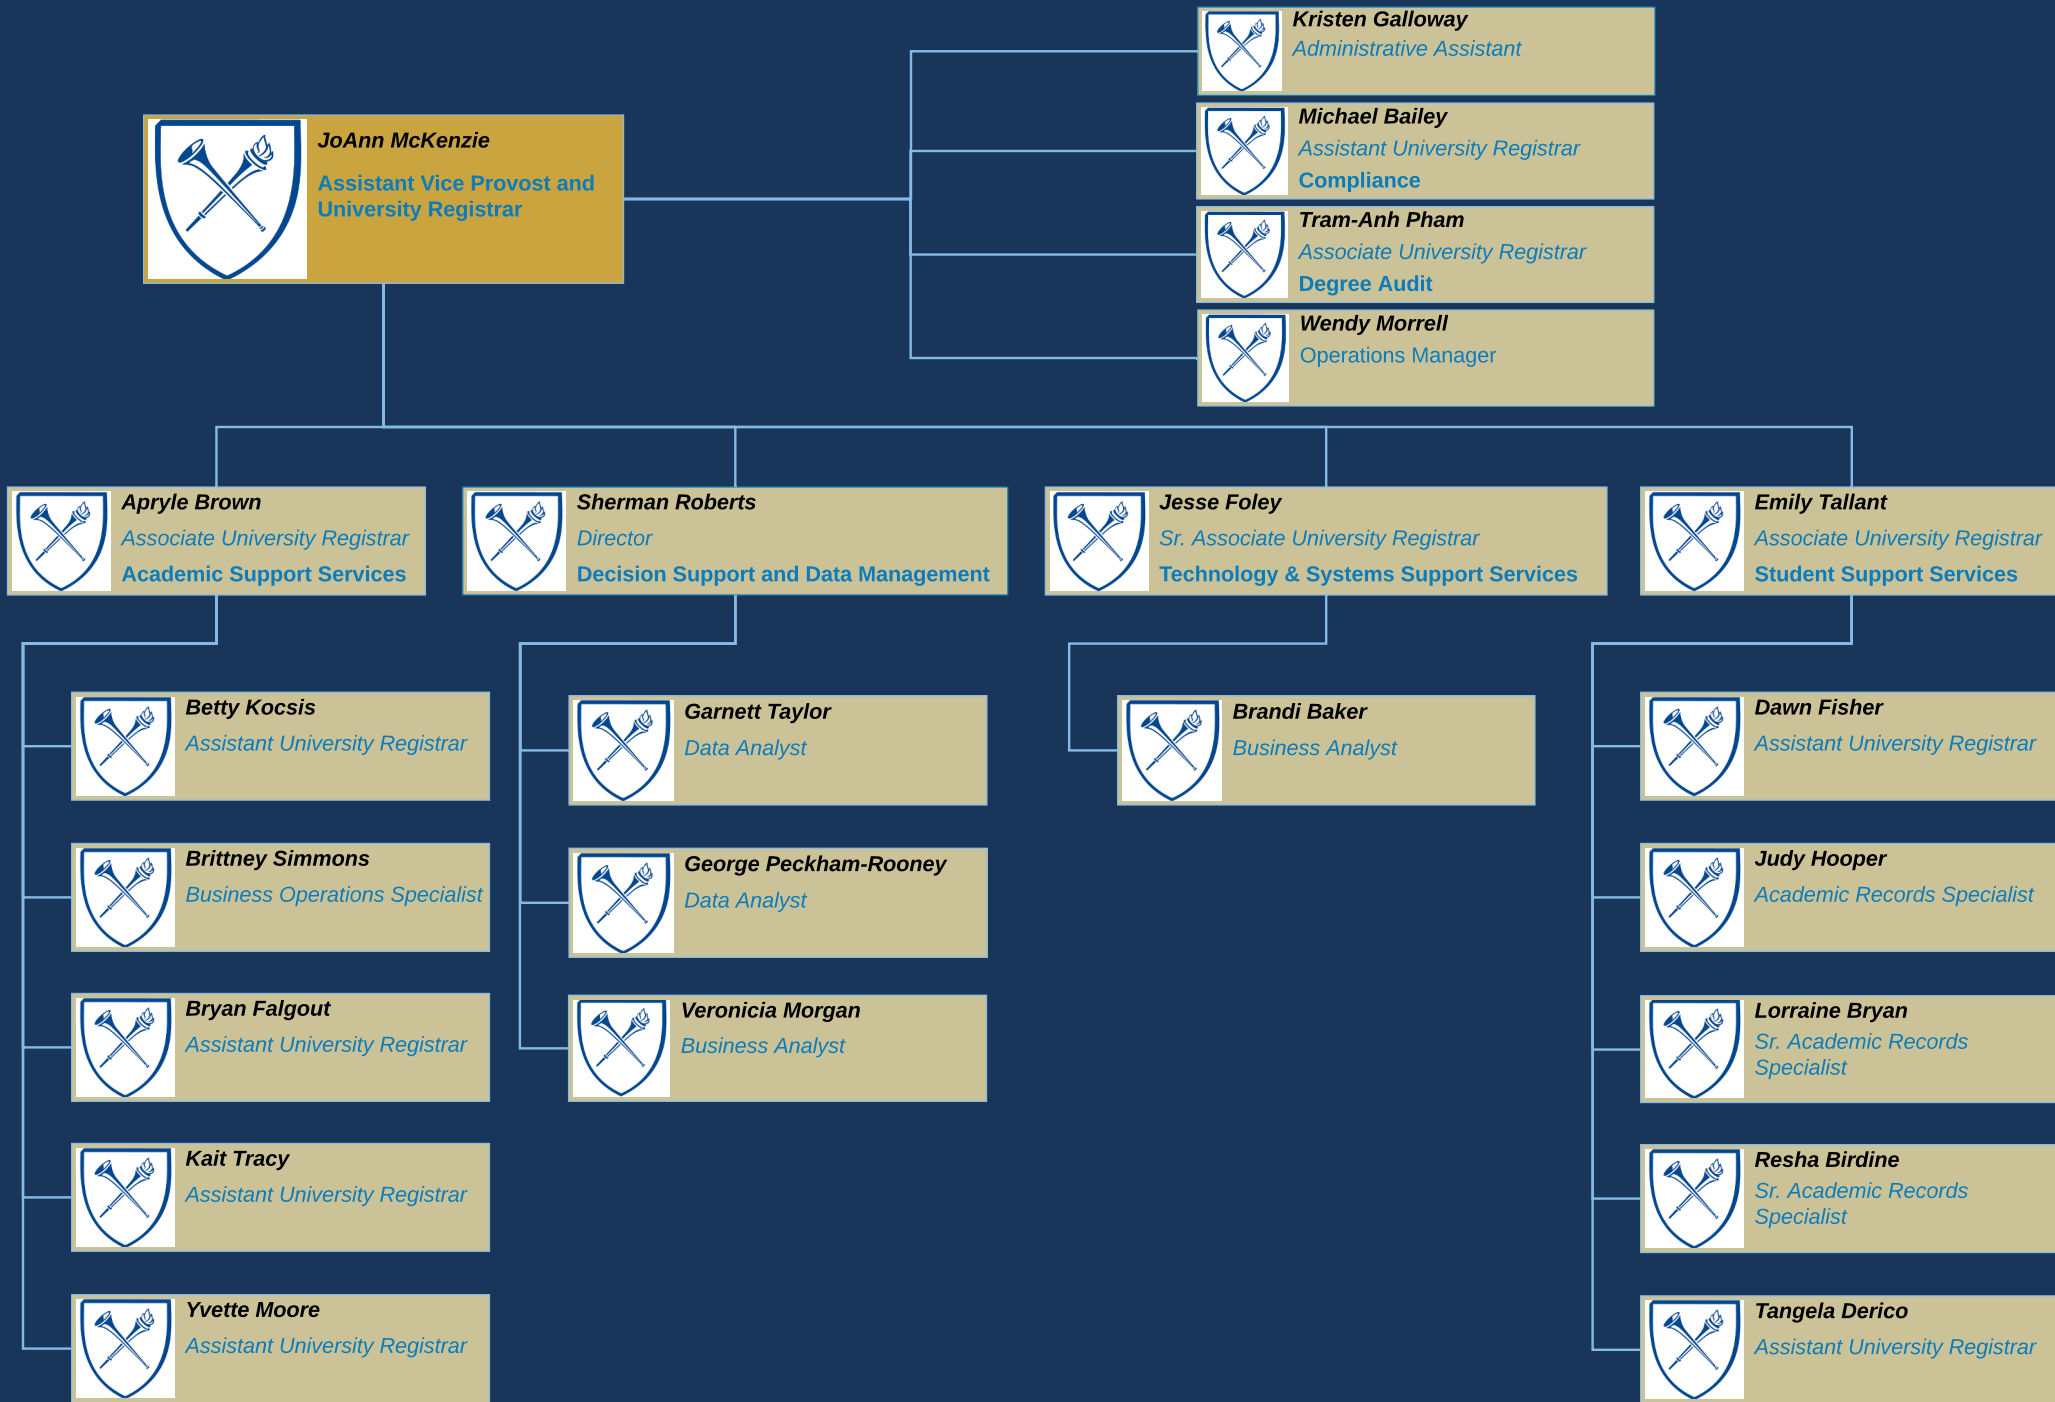 Kristen Galloway
Administrative Assistant
JoAnn McKenzie
Assistant Vice Provost and
University Registrar
Michael Bailey
Assistant University Registrar
Compliance
Tram-Anh Pham
Associate University Registrar
Degree Audit
Wendy Morrell
Operations Manager
Apryle Brown
Associate University Registrar
Academic Support Services
Sherman Roberts
Director
Decision Support and Data Management
Jesse Foley
Sr. Associate University Registrar
Technology & Systems Support Services
Emily Tallant
Associate University Registrar
Student Support Services
Betty Kocsis
Assistant University Registrar
Brittney Simmons
Business Operations Specialist
Bryan Falgout
Assistant University Registrar
Kait Tracy
Assistant University Registrar
Yvette Moore
Assistant University Registrar
Garnett Taylor
Data Analyst
George Peckham-Rooney
Data Analyst
Veronicia Morgan
Business Analyst
Brandi Baker
Business Analyst
Dawn Fisher
Assistant University Registrar
Judy Hooper
Academic Records Specialist
Lorraine Bryan
Sr. Academic Records
Specialist
Resha Birdine
Sr. Academic Records
Specialist
Tangela Derico
Assistant University Registrar